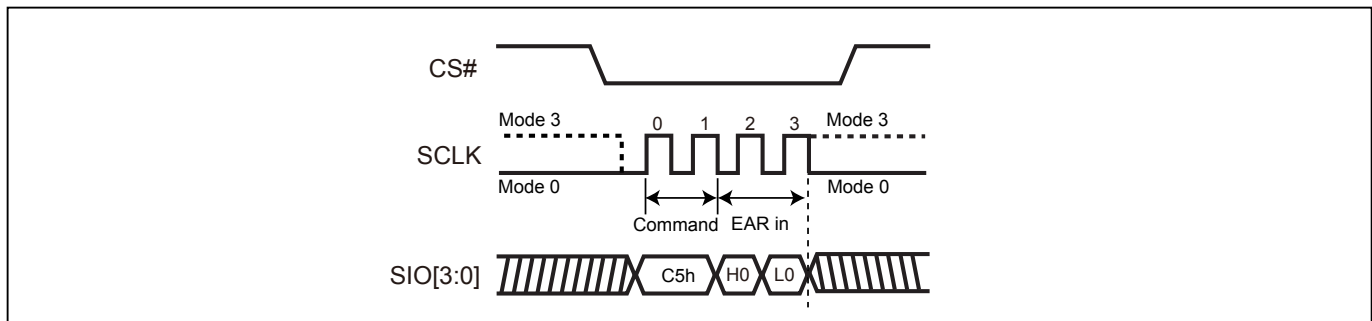 CS#
Mode 3
0 1 2 3
Mode 3
SCLK
Mode 0
Mode 0
Command
EAR in
SIO[3:0]
C5h
H0
L0